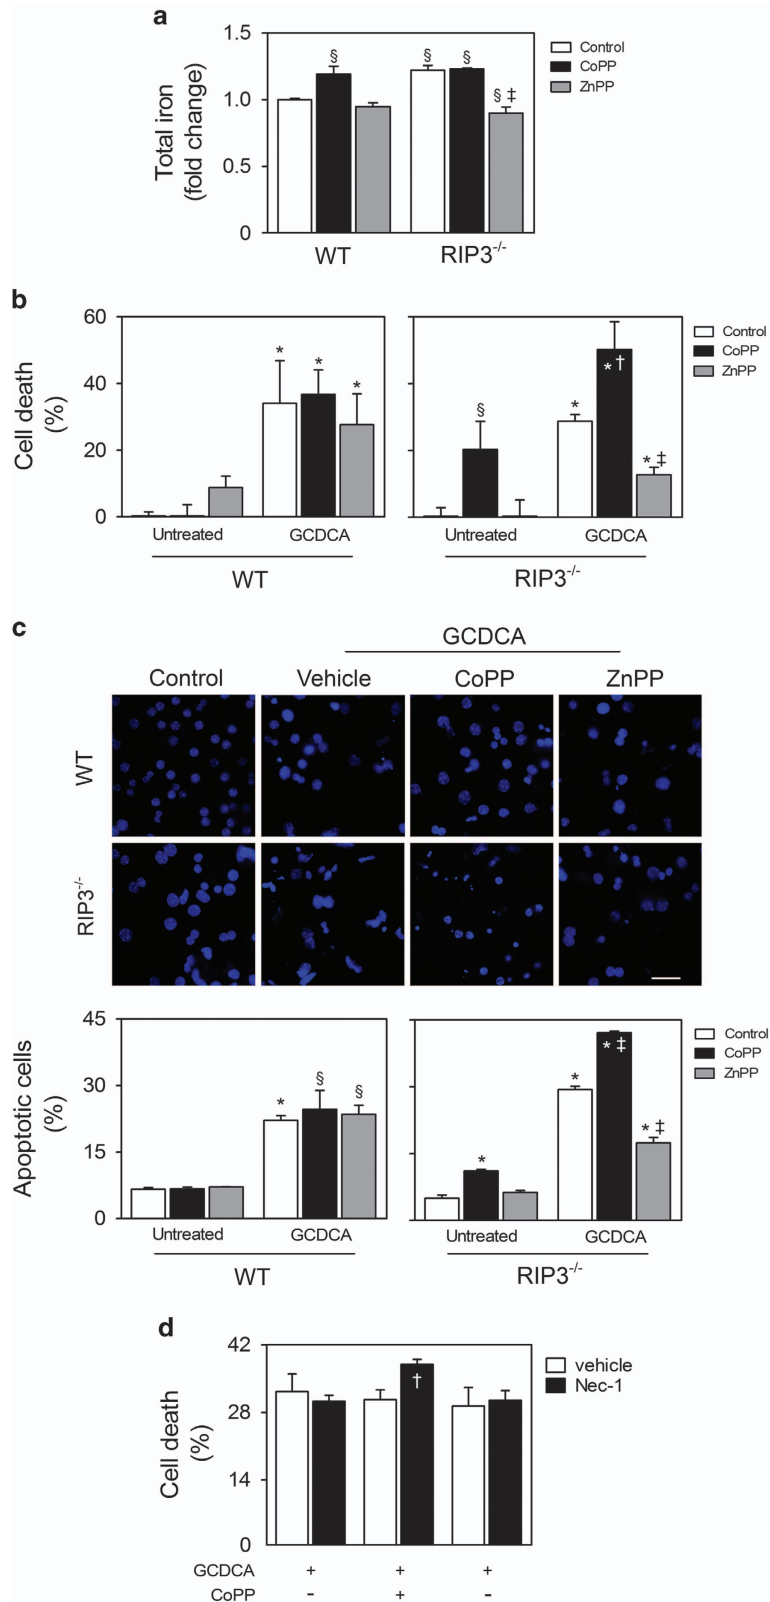 a
1.5
1.0
0.5
0
Total iron
(fold change)
§
§
§
§ ‡
Control
CoPP
ZnPP
WT
RIP3-/-
b
60
40
20
0
Cell death
(%)
*
*
*
§
*
* †
* ‡
Control
CoPP
ZnPP
Untreated
GCDCA
Untreated
GCDCA
WT
RIP3-/-
c
GCDCA
Control
Vehicle
CoPP
ZnPP
WT
RIP3-/-
45
30
15
0
Apoptotic cells
(%)
*
§
§
*
*
* ‡
* ‡
Control
CoPP
ZnPP
Untreated
GCDCA
Untreated
GCDCA
WT
RIP3-/-
d
42
28
14
0
Cell death
(%)
†
vehicle
Nec-1
GCDCA + + +
CoPP - + -